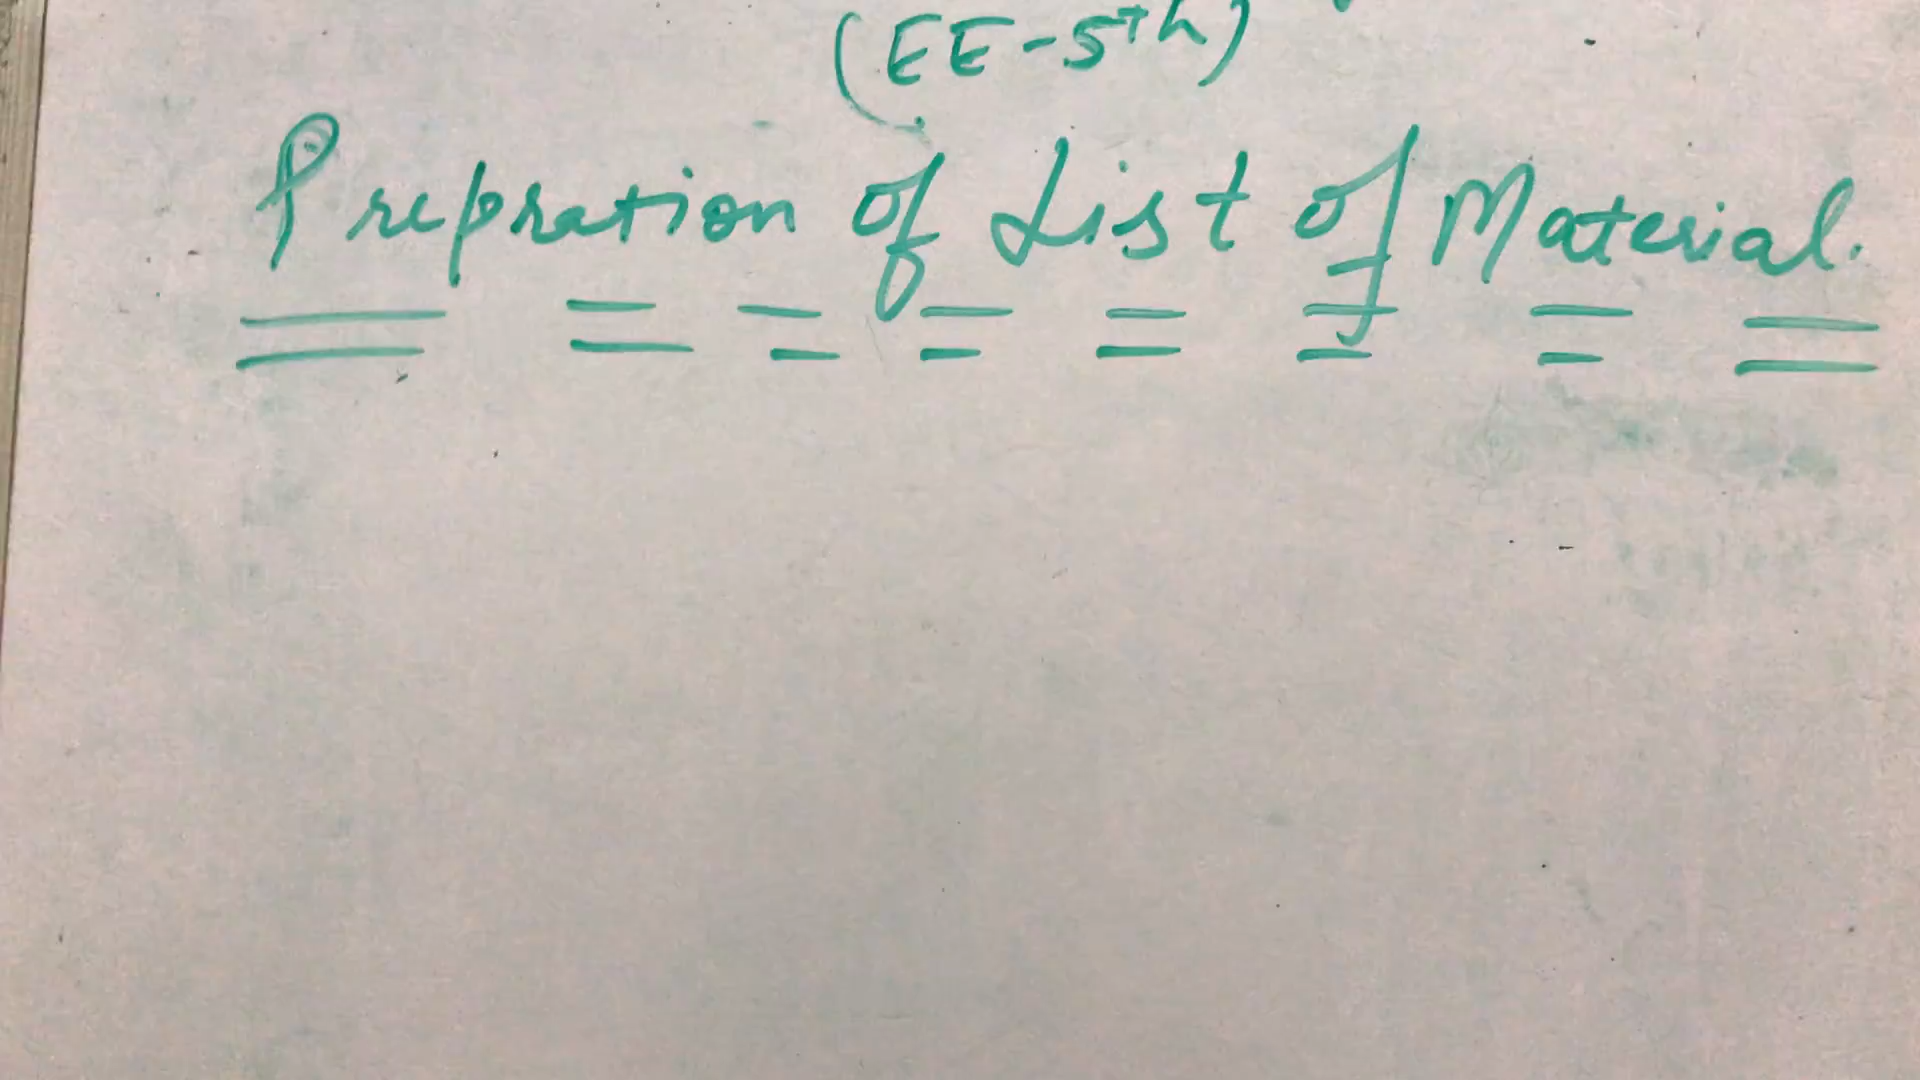 (EE-5th)
Prepration of List of Material.